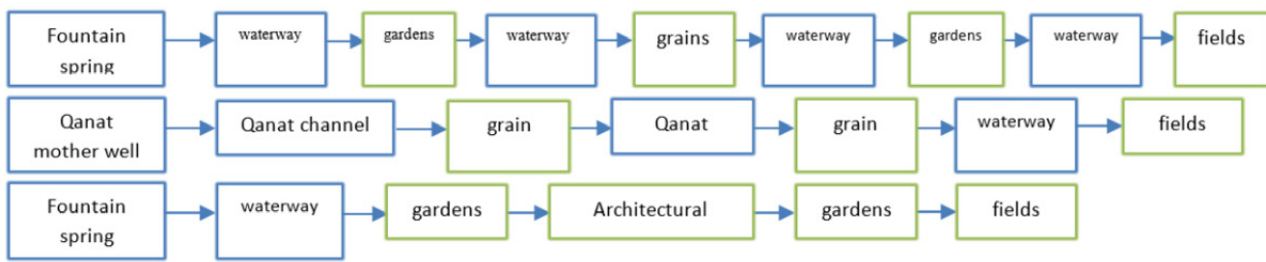 Fountain waterway gardens waterway grains waterway gardens waterway fields
spring
Qanat Qanat channel grain Qanat grain waterway fields
mother well
Fountain waterway gardens Architectural gardens fields
spring